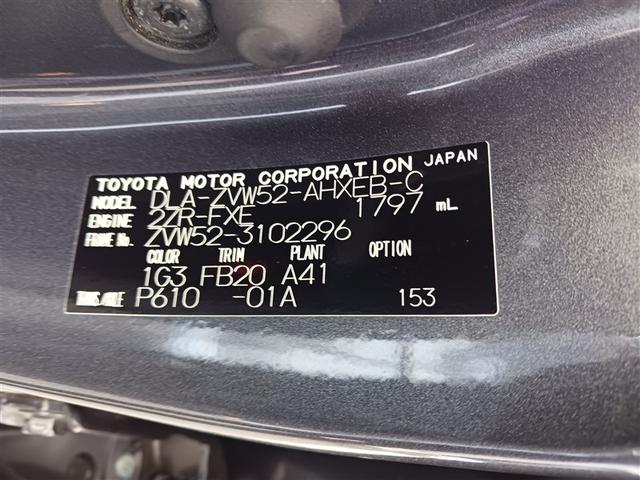 TOYOTA MOTOR CORPORATION JAPAN
MODEL DLA-ZVW52-AHXEB-C
ENGINE 2ZR-FXE 1797 mL
FRAME No. ZVW52-3102296
COLOR TRIM PLANT OPTION
1G3 FB20 A41
TRANS/AXLE P610 -01A 153